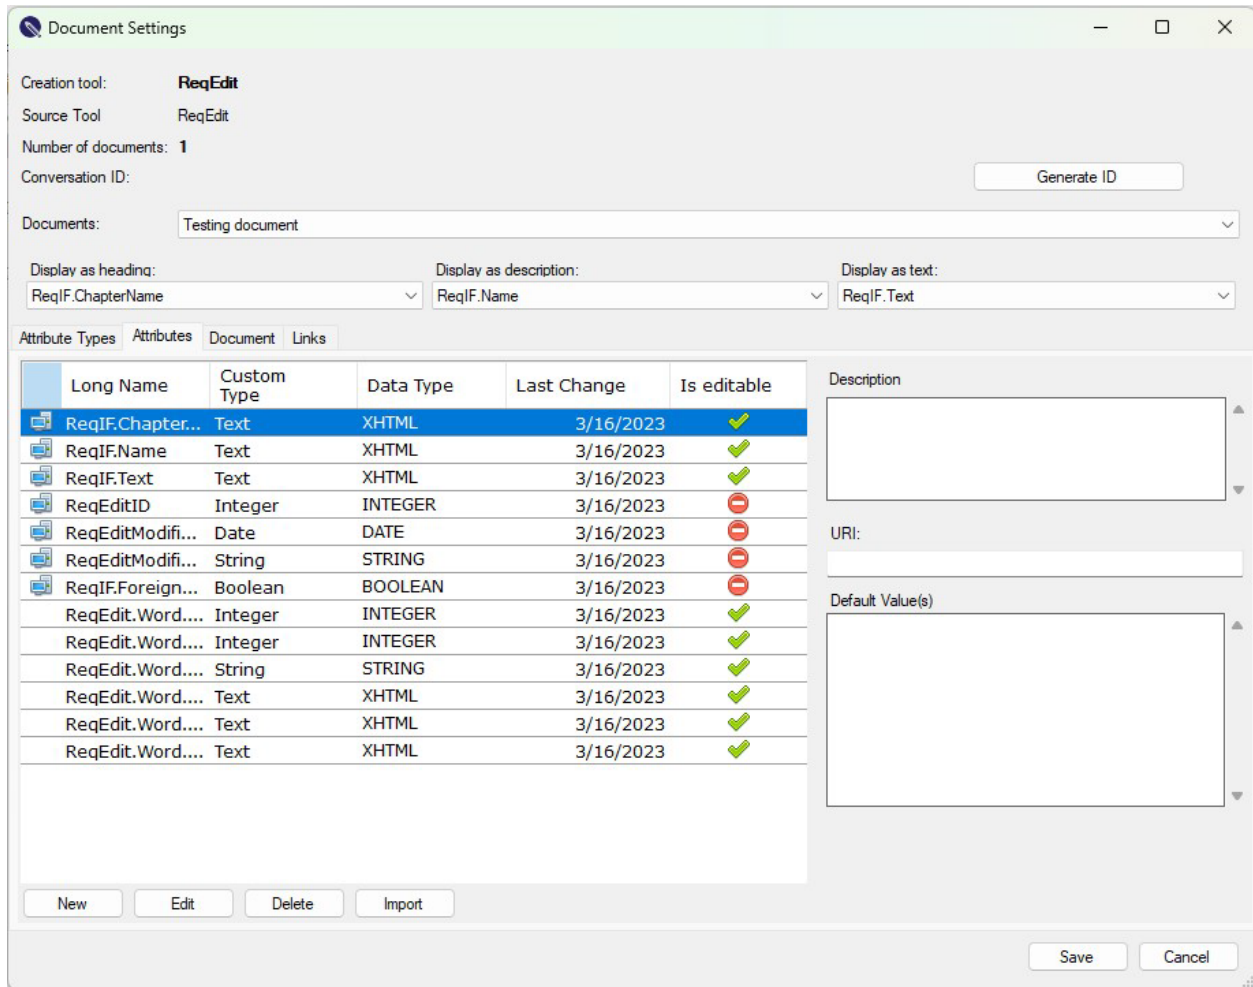 Document Settings
Creation tool: ReqEdit
Source Tool ReqEdit
Number of documents: 1
Conversation ID: Generate ID
Documents: Testing document
Display as heading: Display as description: Display as text:
ReqIF.ChapterName ReqIF.Name ReqIF.Text
Attribute Types Attributes Document Links
Long Name Custom Type Data Type Last Change Is editable
ReqIF.Chapter... Text XHTML 3/16/2023
ReqIF.Name Text XHTML 3/16/2023
ReqIF.Text Text XHTML 3/16/2023
ReqEditID Integer INTEGER 3/16/2023
ReqEditModifi... Date DATE 3/16/2023
ReqEditModifi... String STRING 3/16/2023
ReqIF.Foreign... Boolean BOOLEAN 3/16/2023
ReqEdit.Word.... Integer INTEGER 3/16/2023
ReqEdit.Word.... Integer INTEGER 3/16/2023
ReqEdit.Word.... String STRING 3/16/2023
ReqEdit.Word.... Text XHTML 3/16/2023
ReqEdit.Word.... Text XHTML 3/16/2023
ReqEdit.Word.... Text XHTML 3/16/2023
Description
URI:
Default Value(s)
New Edit Delete Import
Save Cancel